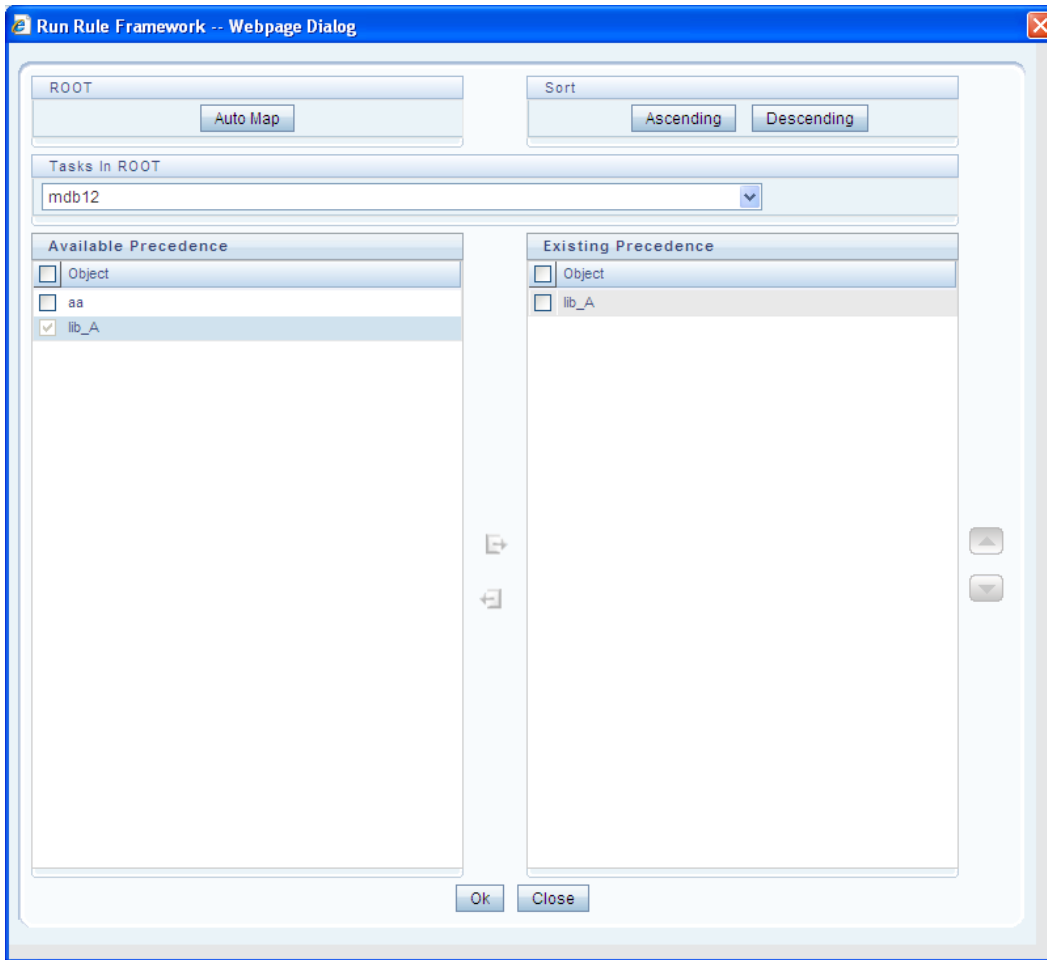 Run Rule Framework -- Webpage Dialog
ROOT
Sort
Auto Map
Ascending
Descending
Tasks In ROOT
mdb12
Available Precedence
Existing Precedence
Object
Object
aa
lib_A
lib_A
Ok
Close